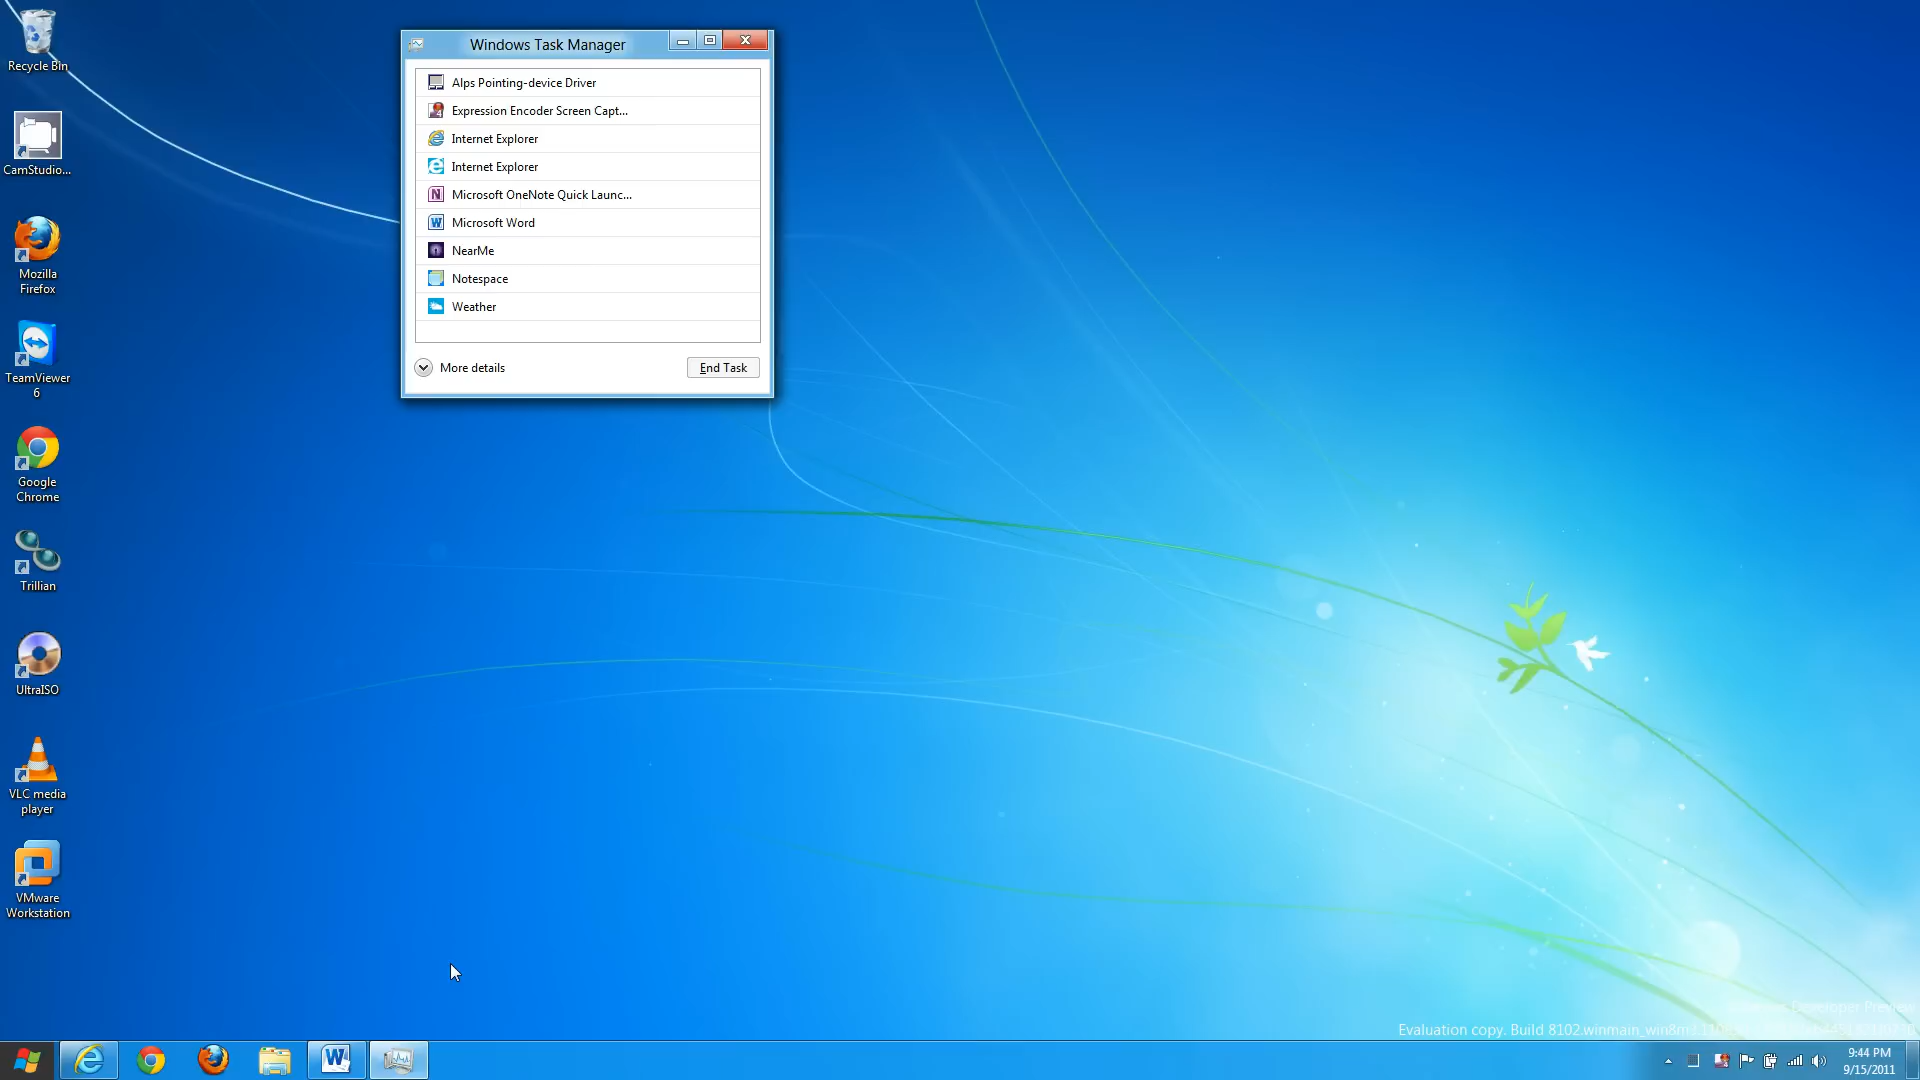 Recycle Bin
CamStudio...
Mozilla
Firefox
TeamViewer
6
Google
Chrome
Trillian
UltraISO
VLC media
player
VMware
Workstation
Windows Task Manager
Alps Pointing-device Driver
Expression Encoder Screen Capt...
Internet Explorer
Internet Explorer
Microsoft OneNote Quick Launc...
Microsoft Word
NearMe
Notespace
Weather
More details
End Task
Developer Preview
Evaluation copy. Build 8102.winmain_win8m3
9:44 PM
9/15/2011